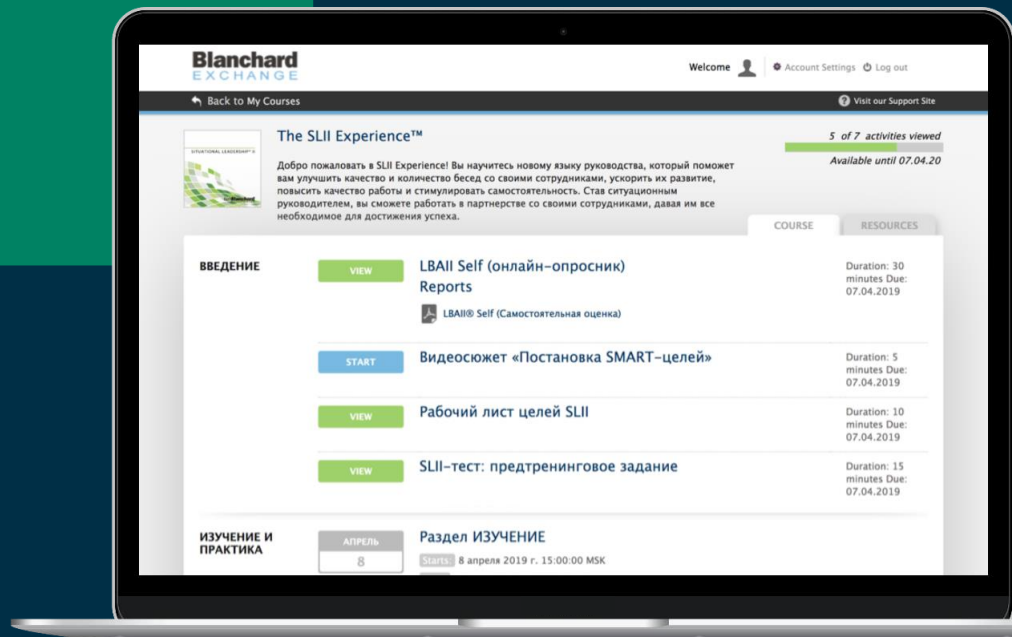 Blanchard
EXCHANGE
Welcome
Account Settings
Log out
Back to My Courses
Visit our Support Site
SITUATIONAL LEADERSHIP® II
The SLII Experience™
5 of 7 activities viewed
Available until 07.04.20
Добро пожаловать в SLII Experience! Вы научитесь новому языку руководства, который поможет
вам улучшить качество и количество бесед со своими сотрудниками, ускорить их развитие,
повысить качество работы и стимулировать самостоятельность. Став ситуационным
руководителем, вы сможете работать в партнерстве со своими сотрудниками, давая им все
необходимое для достижения успеха.
COURSE
RESOURCES
ВВЕДЕНИЕ
VIEW
LBAII Self (онлайн-опросник)
Reports
LBAII® Self (Самостоятельная оценка)
Duration: 30
minutes Due:
07.04.2019
START
Видеосюжет «Постановка SMART-целей»
Duration: 5
minutes Due:
07.04.2019
VIEW
Рабочий лист целей SLII
Duration: 10
minutes Due:
07.04.2019
VIEW
SLII-тест: предтренинговое задание
Duration: 15
minutes Due:
07.04.2019
ИЗУЧЕНИЕ И
ПРАКТИКА
АПРЕЛЬ
8
Раздел ИЗУЧЕНИЕ
Starts: 8 апреля 2019 г. 15:00:00 MSK